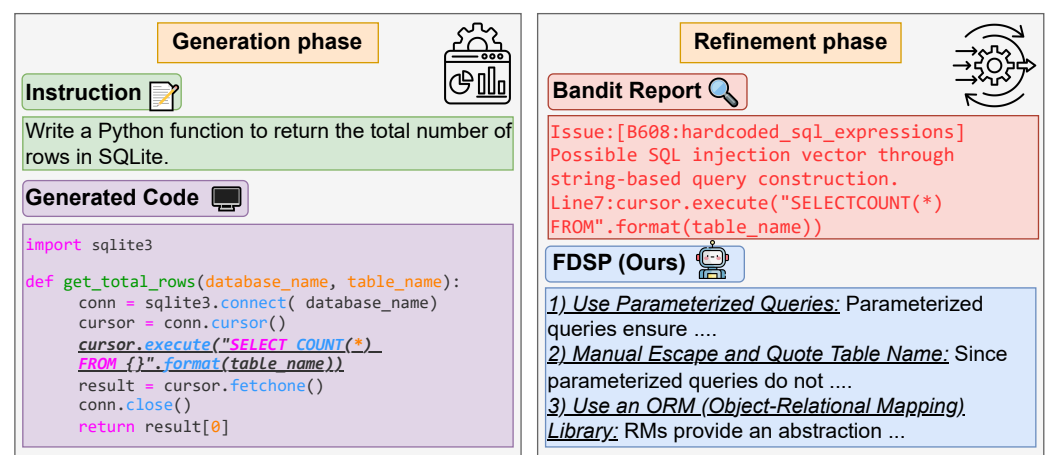 Generation phase
Instruction
Write a Python function to return the total number of
rows in SQLite.
Generated Code
import sqlite3
def get_total_rows(database_name, table_name):
conn = sqlite3.connect( database_name)
cursor = conn.cursor()
cursor.execute("SELECT COUNT(*)
FROM {}".format(table_name))
result = cursor.fetchone()
conn.close()
return result[0]
Refinement phase
Bandit Report
Issue:[B608:hardcoded_sql_expressions]
Possible SQL injection vector through
string-based query construction.
Line7:cursor.execute("SELECTCOUNT(*)
FROM".format(table_name))
FDSP (Ours)
1) Use Parameterized Queries: Parameterized
queries ensure ....
2) Manual Escape and Quote Table Name: Since
parameterized queries do not ....
3) Use an ORM (Object-Relational Mapping)
Library: RMs provide an abstraction ...